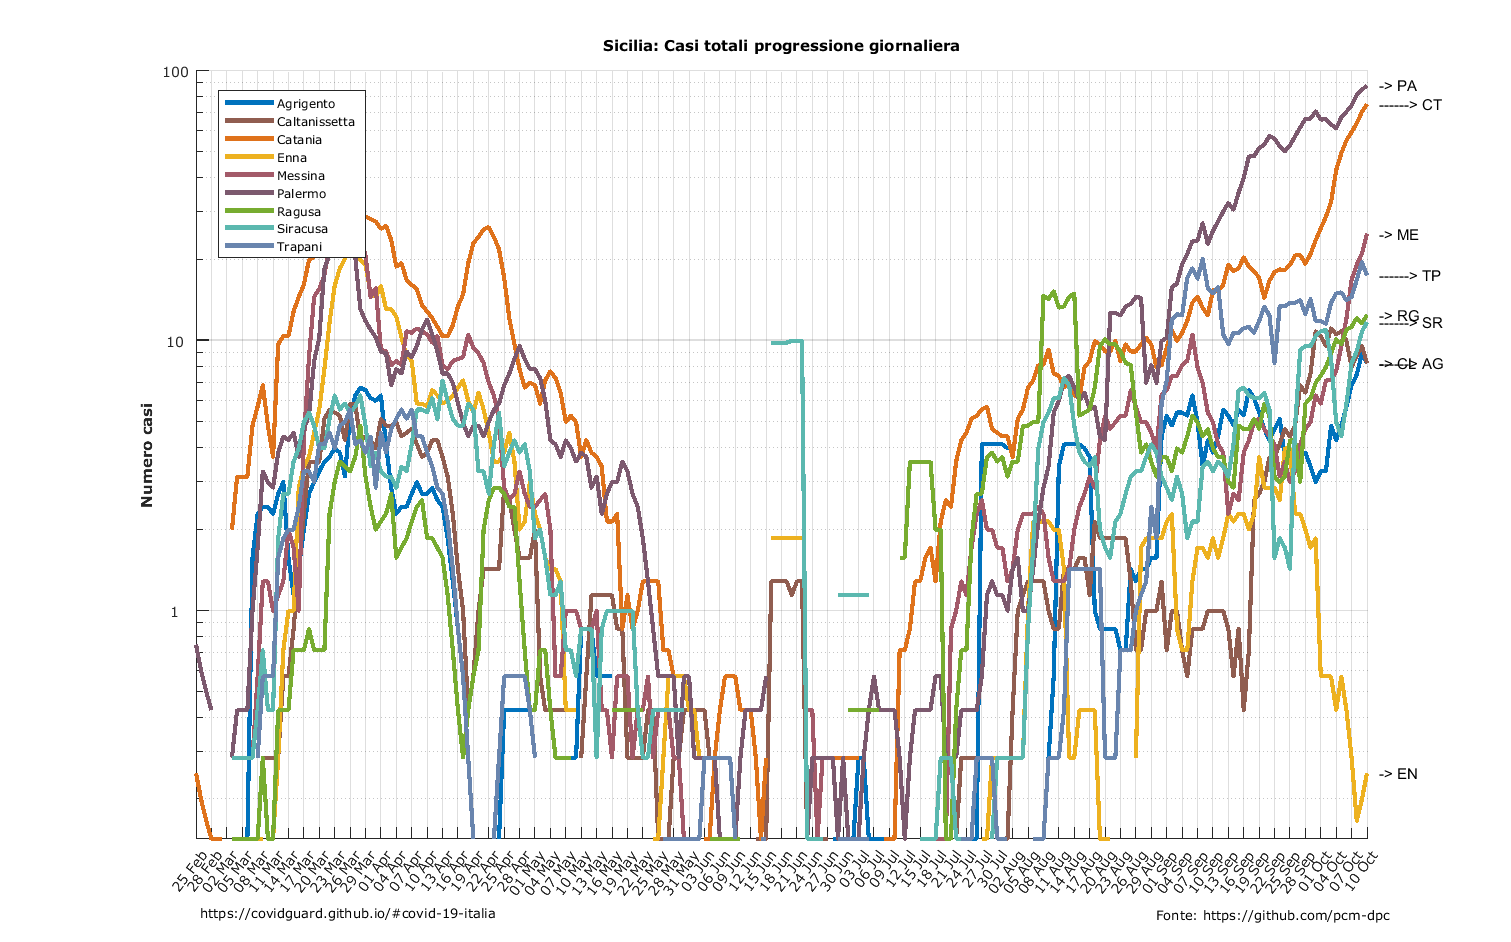 Sicilia: Casi totali progressione giornaliera
Numero casi
100
10
1
Agrigento
Caltanissetta
Catania
Enna
Messina
Palermo
Ragusa
Siracusa
Trapani
-> PA
------> CT
-> ME
------> TP
-> RG
------> SR
-> CL
------> AG
-> EN
25 Feb
28 Feb
02 Mar
05 Mar
08 Mar
11 Mar
14 Mar
17 Mar
20 Mar
23 Mar
26 Mar
29 Mar
01 Apr
04 Apr
07 Apr
10 Apr
13 Apr
16 Apr
19 Apr
22 Apr
25 Apr
28 Apr
01 May
04 May
07 May
10 May
13 May
16 May
19 May
22 May
25 May
28 May
31 May
03 Jun
06 Jun
09 Jun
12 Jun
15 Jun
18 Jun
21 Jun
24 Jun
27 Jun
30 Jun
03 Jul
06 Jul
09 Jul
12 Jul
15 Jul
18 Jul
21 Jul
24 Jul
27 Jul
30 Jul
02 Aug
05 Aug
08 Aug
11 Aug
14 Aug
17 Aug
20 Aug
23 Aug
26 Aug
29 Aug
01 Sep
04 Sep
07 Sep
10 Sep
13 Sep
16 Sep
19 Sep
22 Sep
25 Sep
28 Sep
01 Oct
04 Oct
07 Oct
10 Oct
https://covidguard.github.io/#covid-19-italia
Fonte: https://github.com/pcm-dpc